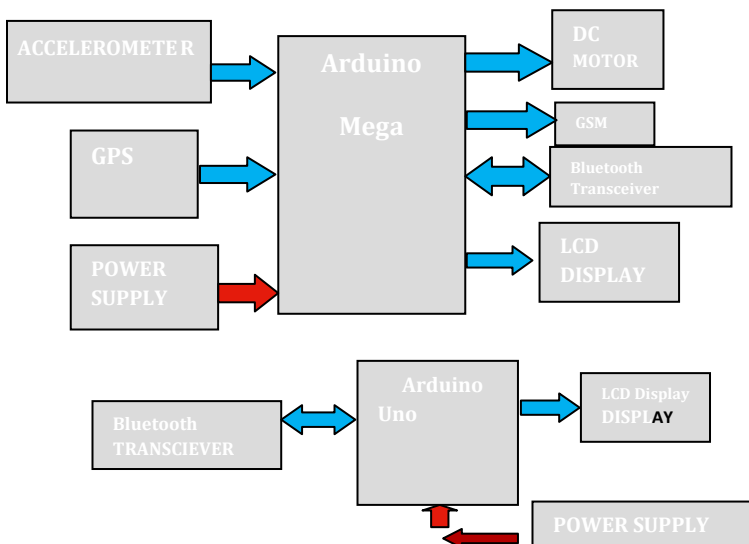 ACCELEROMETER
Arduino
Mega
DC
MOTOR
GSM
GPS
Bluetooth
Transceiver
POWER
SUPPLY
LCD
DISPLAY
Arduino
Uno
LCD Display
DISPLAY
Bluetooth
TRANSCIEVER
POWER SUPPLY